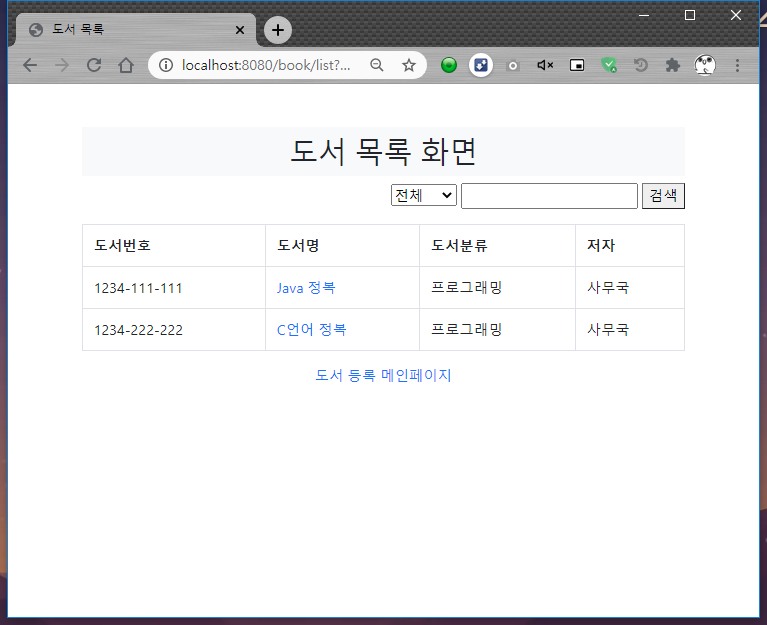 도서 목록
localhost:8080/book/list?...
도서 목록 화면
전체 검색
도서번호 도서명 도서분류 저자
1234-111-111 Java 정복 프로그래밍 사무국
1234-222-222 C언어 정복 프로그래밍 사무국
도서 등록 메인페이지